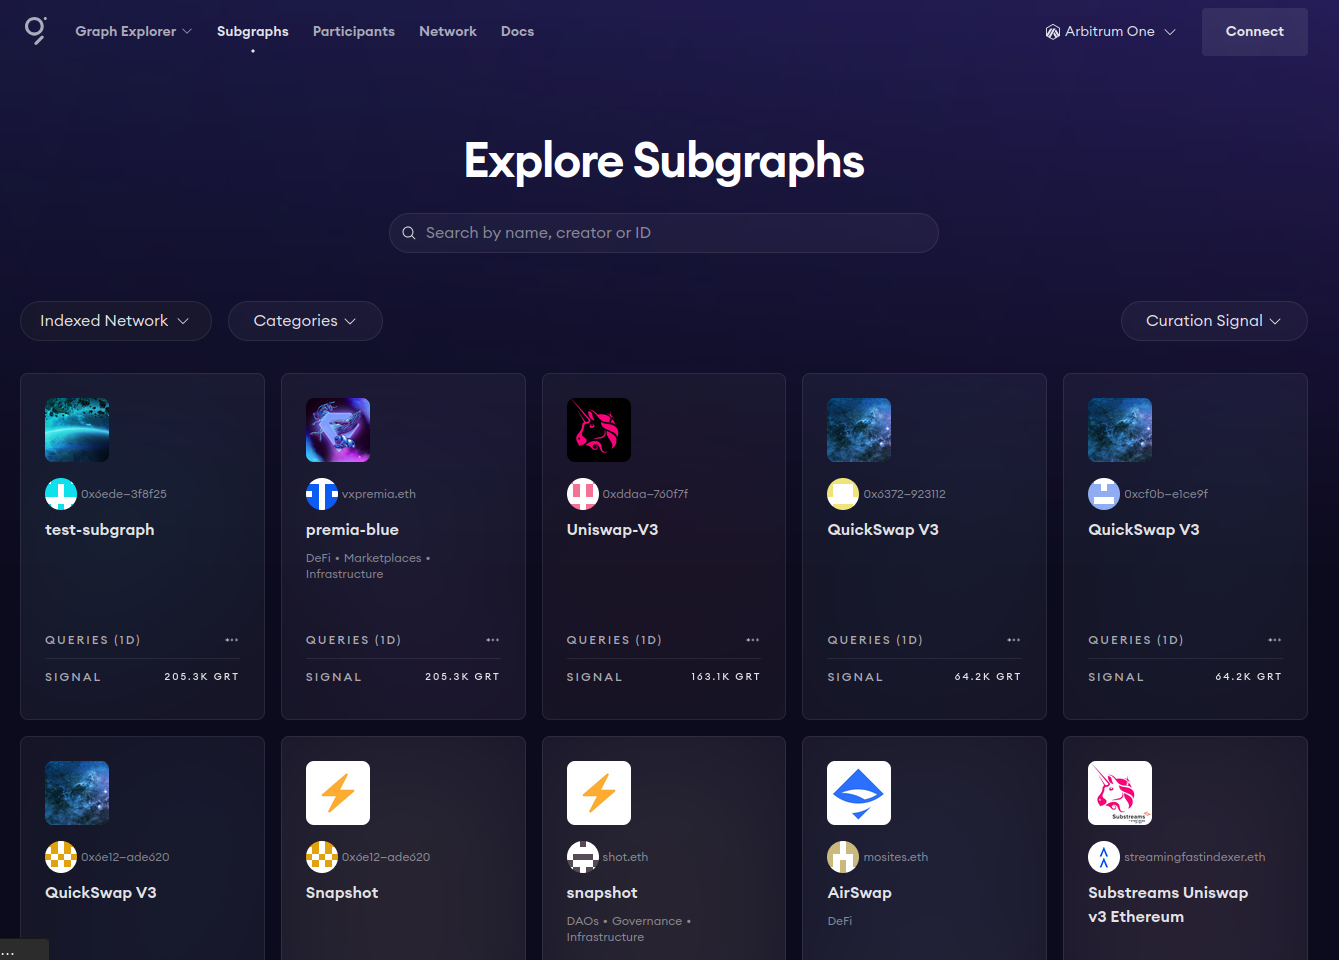 Graph Explorer
Subgraphs
Participants
Network
Docs
Arbitrum One
Connect
Explore Subgraphs
Search by name, creator or ID
Indexed Network
Categories
Curation Signal
0x6ede-3f8f25
test-subgraph
QUERIES (1D)
SIGNAL 205.3K GRT
vxpremia.eth
premia-blue
DeFi • Marketplaces •
Infrastructure
QUERIES (1D)
SIGNAL 205.3K GRT
0xddaa-760f7f
Uniswap-V3
QUERIES (1D)
SIGNAL 163.1K GRT
0x6372-923112
QuickSwap V3
QUERIES (1D)
SIGNAL 64.2K GRT
0xcf0b-e1ce9f
QuickSwap V3
QUERIES (1D)
SIGNAL 64.2K GRT
0x6e12-ade620
QuickSwap V3
0x6e12-ade620
Snapshot
shot.eth
snapshot
DAOs • Governance •
Infrastructure
mosites.eth
AirSwap
DeFi
Substreams
streamingfastindexer.eth
Substreams Uniswap
v3 Ethereum
...